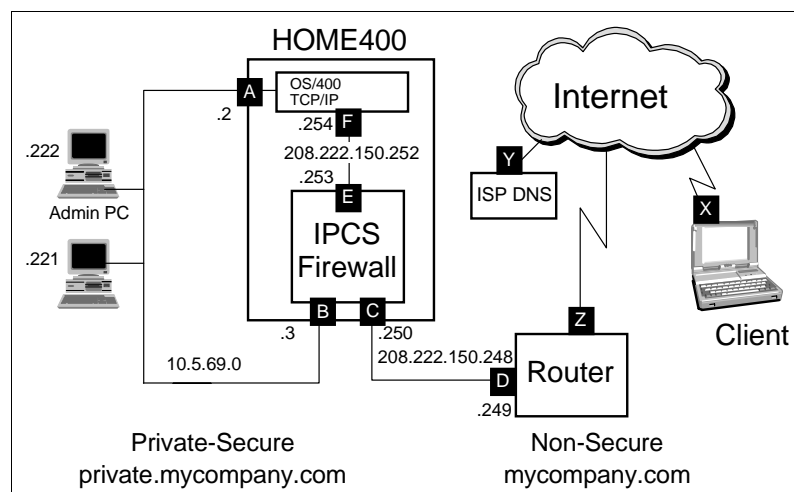 HOME400
A
OS/400
TCP/IP
.2
.254
F
208.222.150.252
.253
E
IPCS
Firewall
B
C
.3
.250
.222
Admin PC
.221
10.5.69.0
Internet
Y
ISP DNS
X
Client
Z
208.222.150.248
D
Router
.249
Private-Secure
private.mycompany.com
Non-Secure
mycompany.com